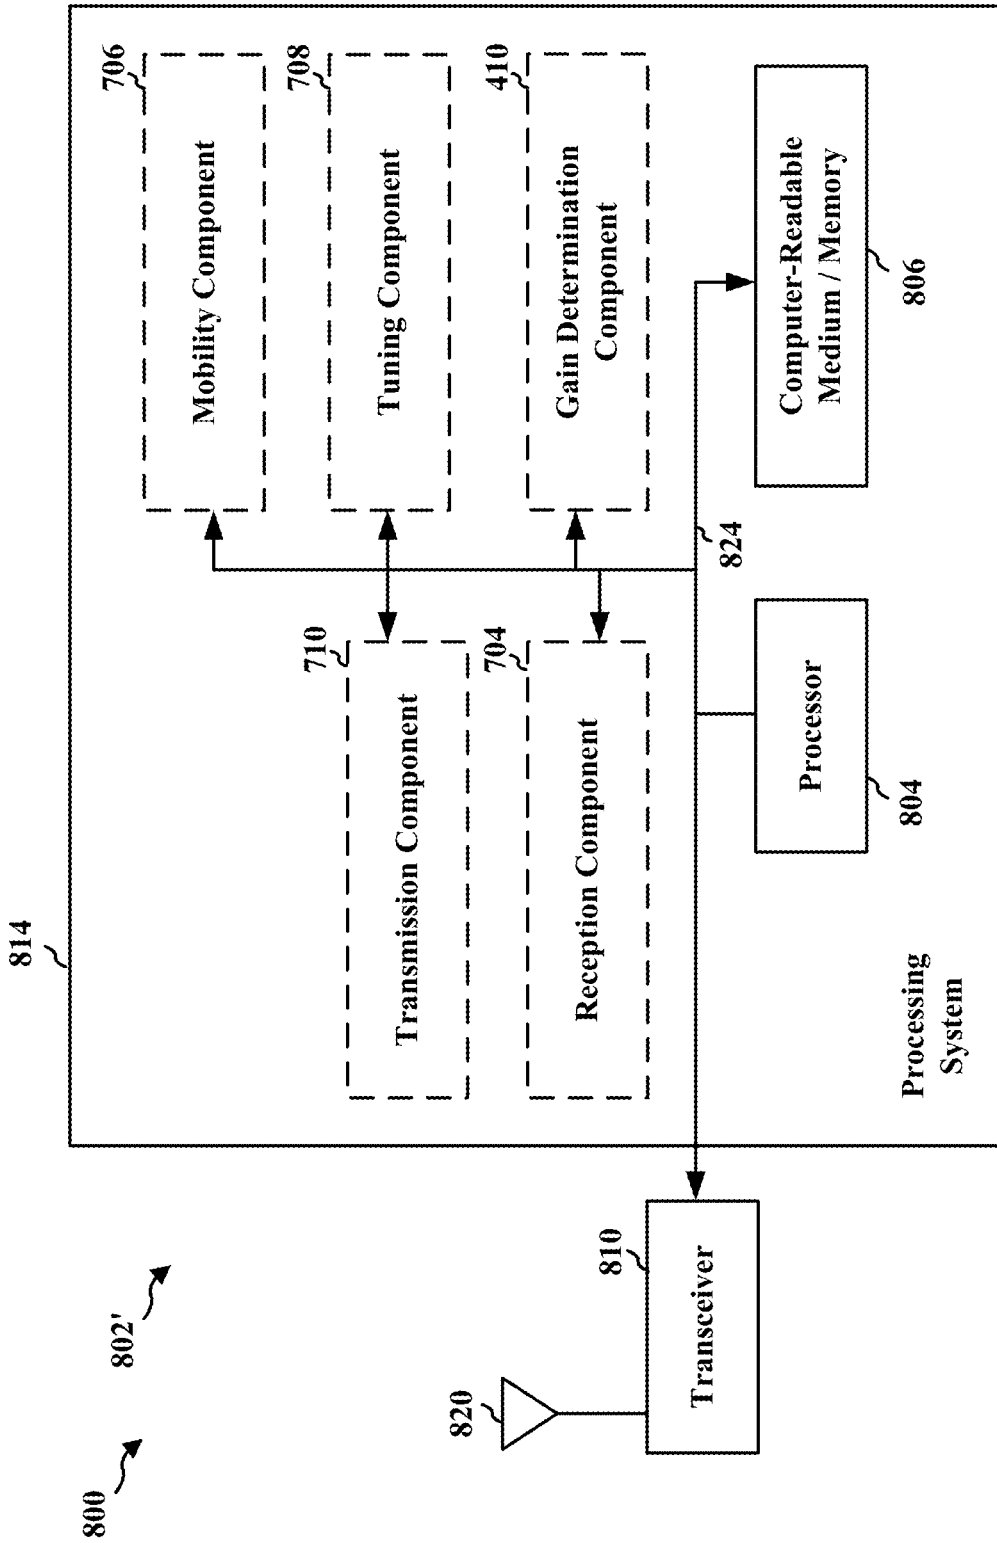 800
802'
814
706
Mobility Component
708
Tuning Component
410
Gain Determination
Component
710
Transmission Component
704
Reception Component
824
Computer-Readable
Medium / Memory
806
Processor
804
Processing
System
820
810
Transceiver